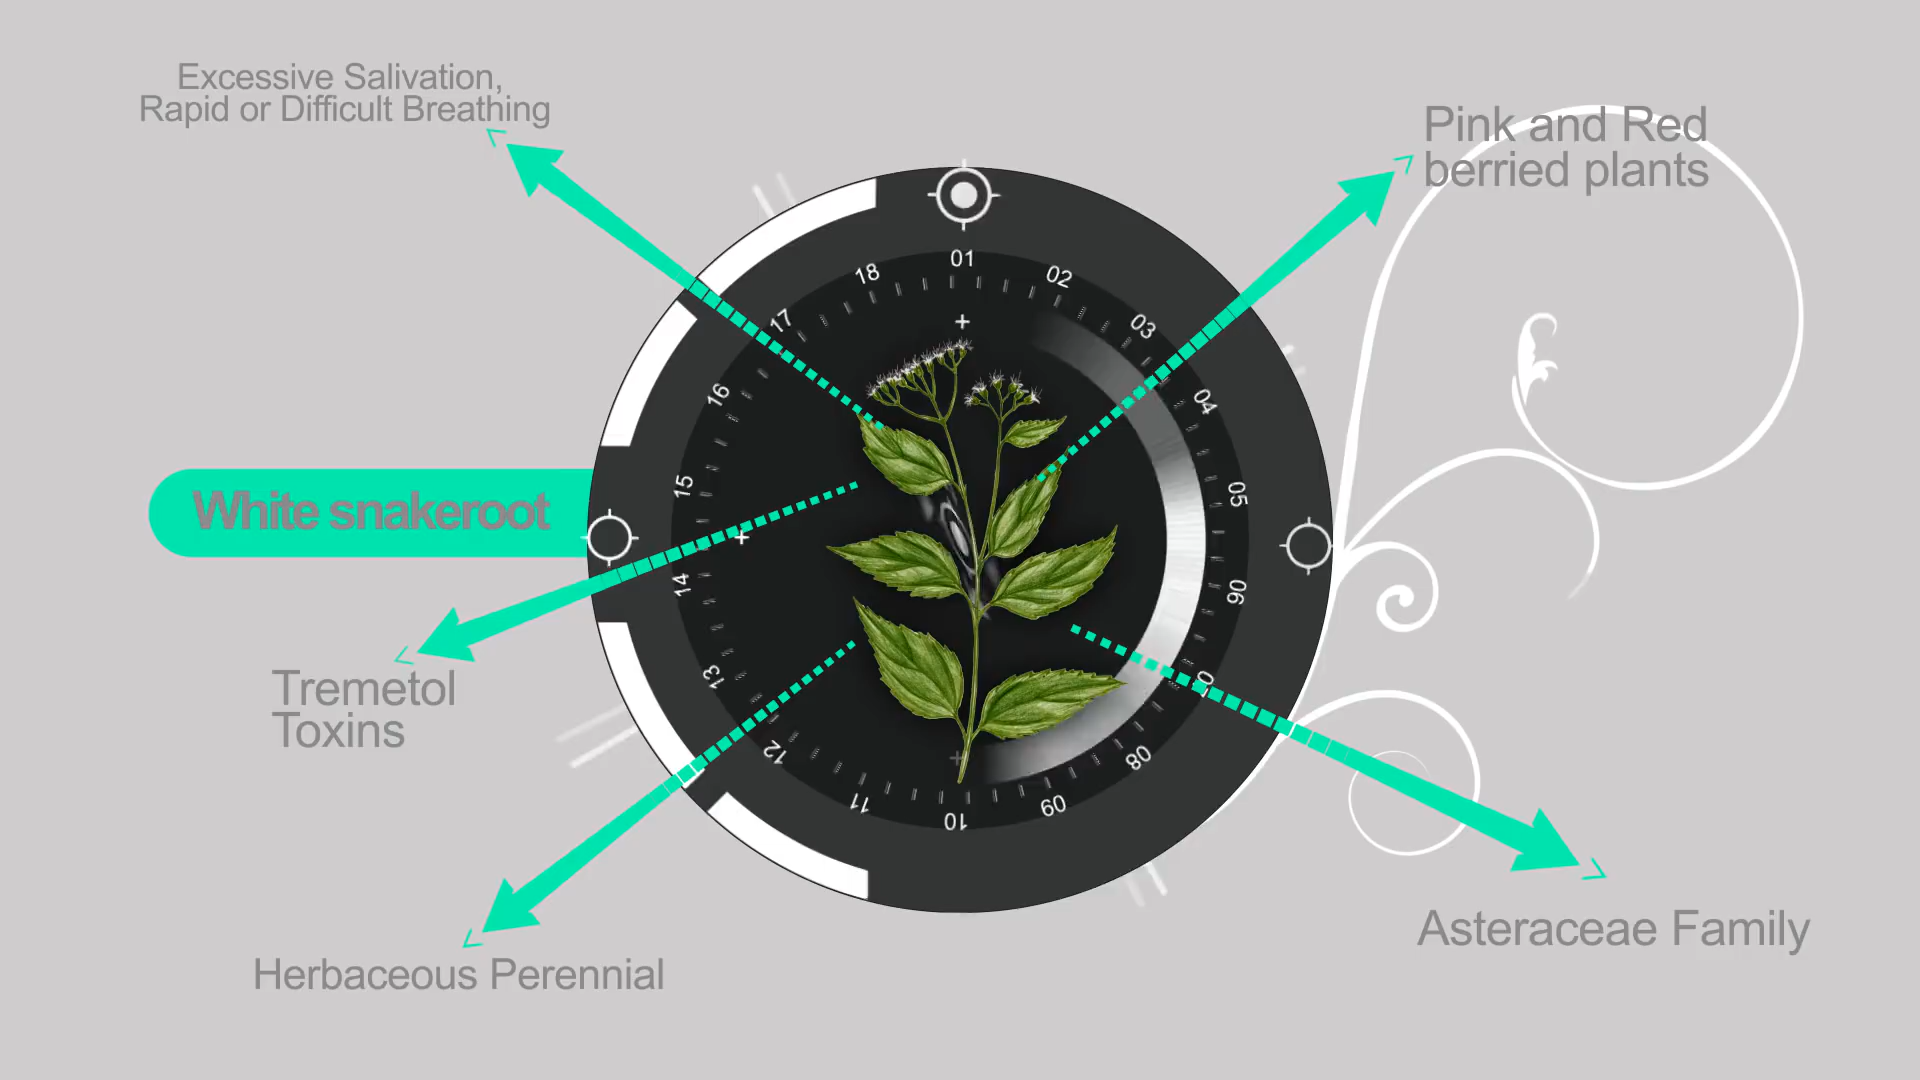 Excessive Salivation,
Rapid or Difficult Breathing
Pink and Red
berried plants
White snakeroot
Tremetol
Toxins
Herbaceous Perennial
Asteraceae Family
01
02
03
04
05
06
07
08
09
10
11
12
13
14
15
16
17
18